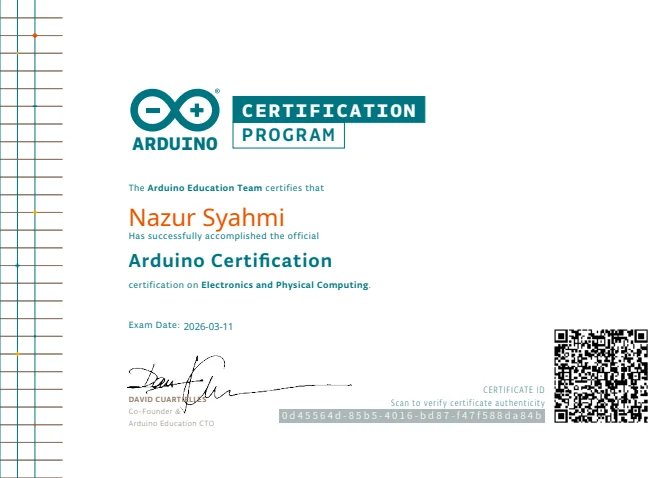 ARDUINO
®
CERTIFICATION
PROGRAM
The Arduino Education Team certifies that
Nazur Syahmi
Has successfully accomplished the official
Arduino Certification
certification on Electronics and Physical Computing.
Exam Date: 2026-03-11
DAVID CUARTIELLES
Co-Founder &
Arduino Education CTO
CERTIFICATE ID
Scan to verify certificate authenticity
0d45564d-85b5-4016-bd87-f47f588da84b